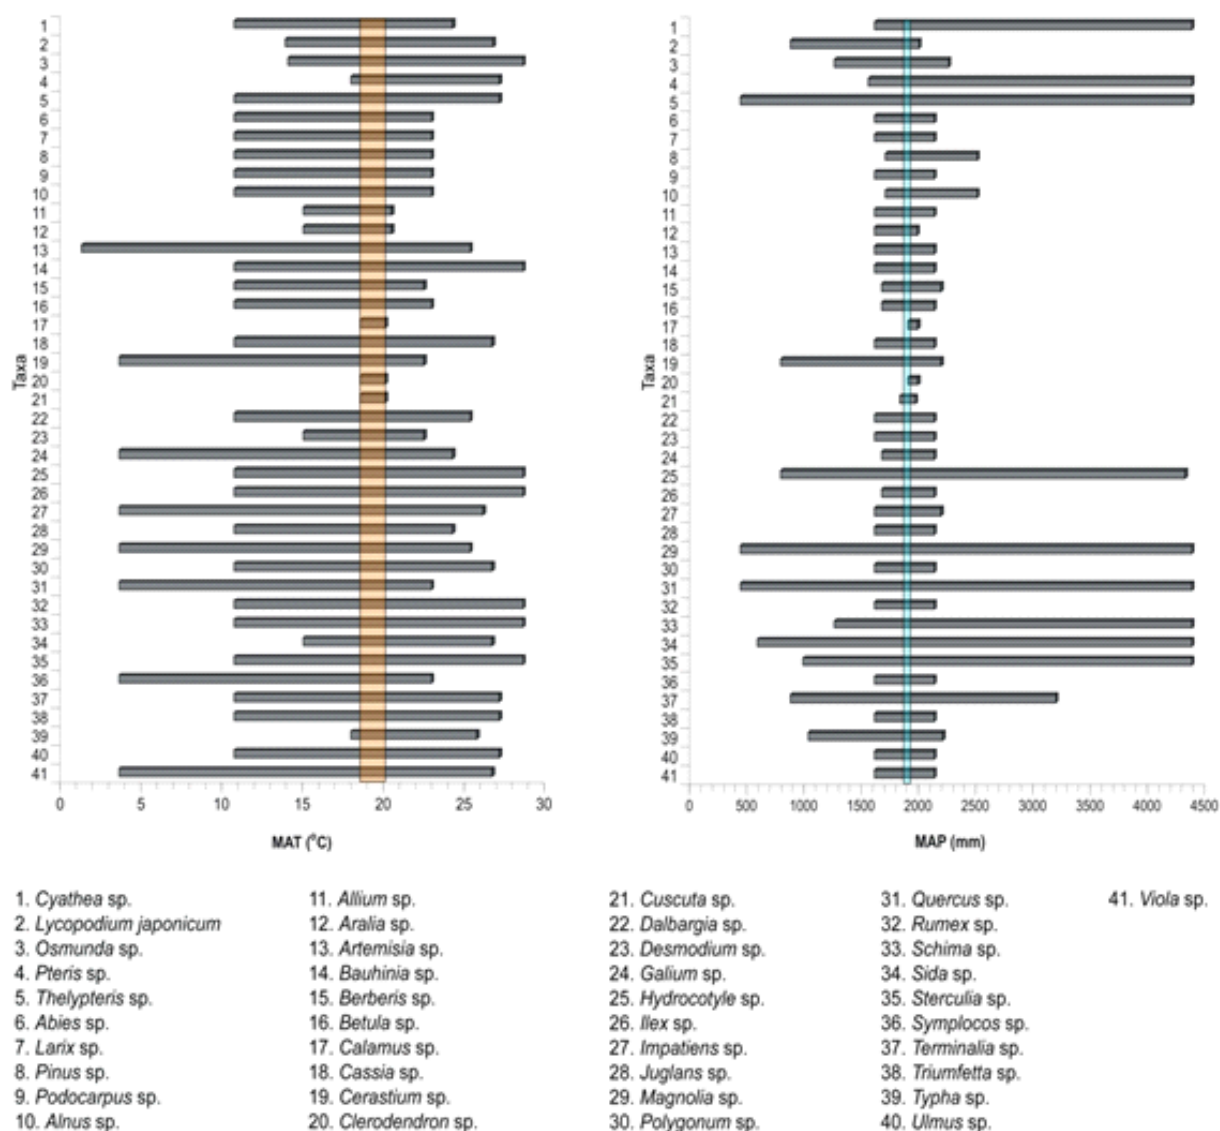 Taxa
1
2
3
4
5
6
7
8
9
10
11
12
13
14
15
16
17
18
19
20
21
22
23
24
25
26
27
28
29
30
31
32
33
34
35
36
37
38
39
40
41
0 5 10 15 20 25 30
MAT (°C)
Taxa
1
2
3
4
5
6
7
8
9
10
11
12
13
14
15
16
17
18
19
20
21
22
23
24
25
26
27
28
29
30
31
32
33
34
35
36
37
38
39
40
41
0 500 1000 1500 2000 2500 3000 3500 4000 4500
MAP (mm)
1. Cyathea sp.
2. Lycopodium japonicum
3. Osmunda sp.
4. Pteris sp.
5. Thelypteris sp.
6. Abies sp.
7. Larix sp.
8. Pinus sp.
9. Podocarpus sp.
10. Alnus sp.
11. Allium sp.
12. Aralia sp.
13. Artemisia sp.
14. Bauhinia sp.
15. Berberis sp.
16. Betula sp.
17. Calamus sp.
18. Cassia sp.
19. Cerastium sp.
20. Clerodendron sp.
21. Cuscuta sp.
22. Dalbargia sp.
23. Desmodium sp.
24. Galium sp.
25. Hydrocotyle sp.
26. Ilex sp.
27. Impatiens sp.
28. Juglans sp.
29. Magnolia sp.
30. Polygonum sp.
31. Quercus sp.
32. Rumex sp.
33. Schima sp.
34. Sida sp.
35. Sterculia sp.
36. Symplocos sp.
37. Terminalia sp.
38. Triumfetta sp.
39. Typha sp.
40. Ulmus sp.
41. Viola sp.